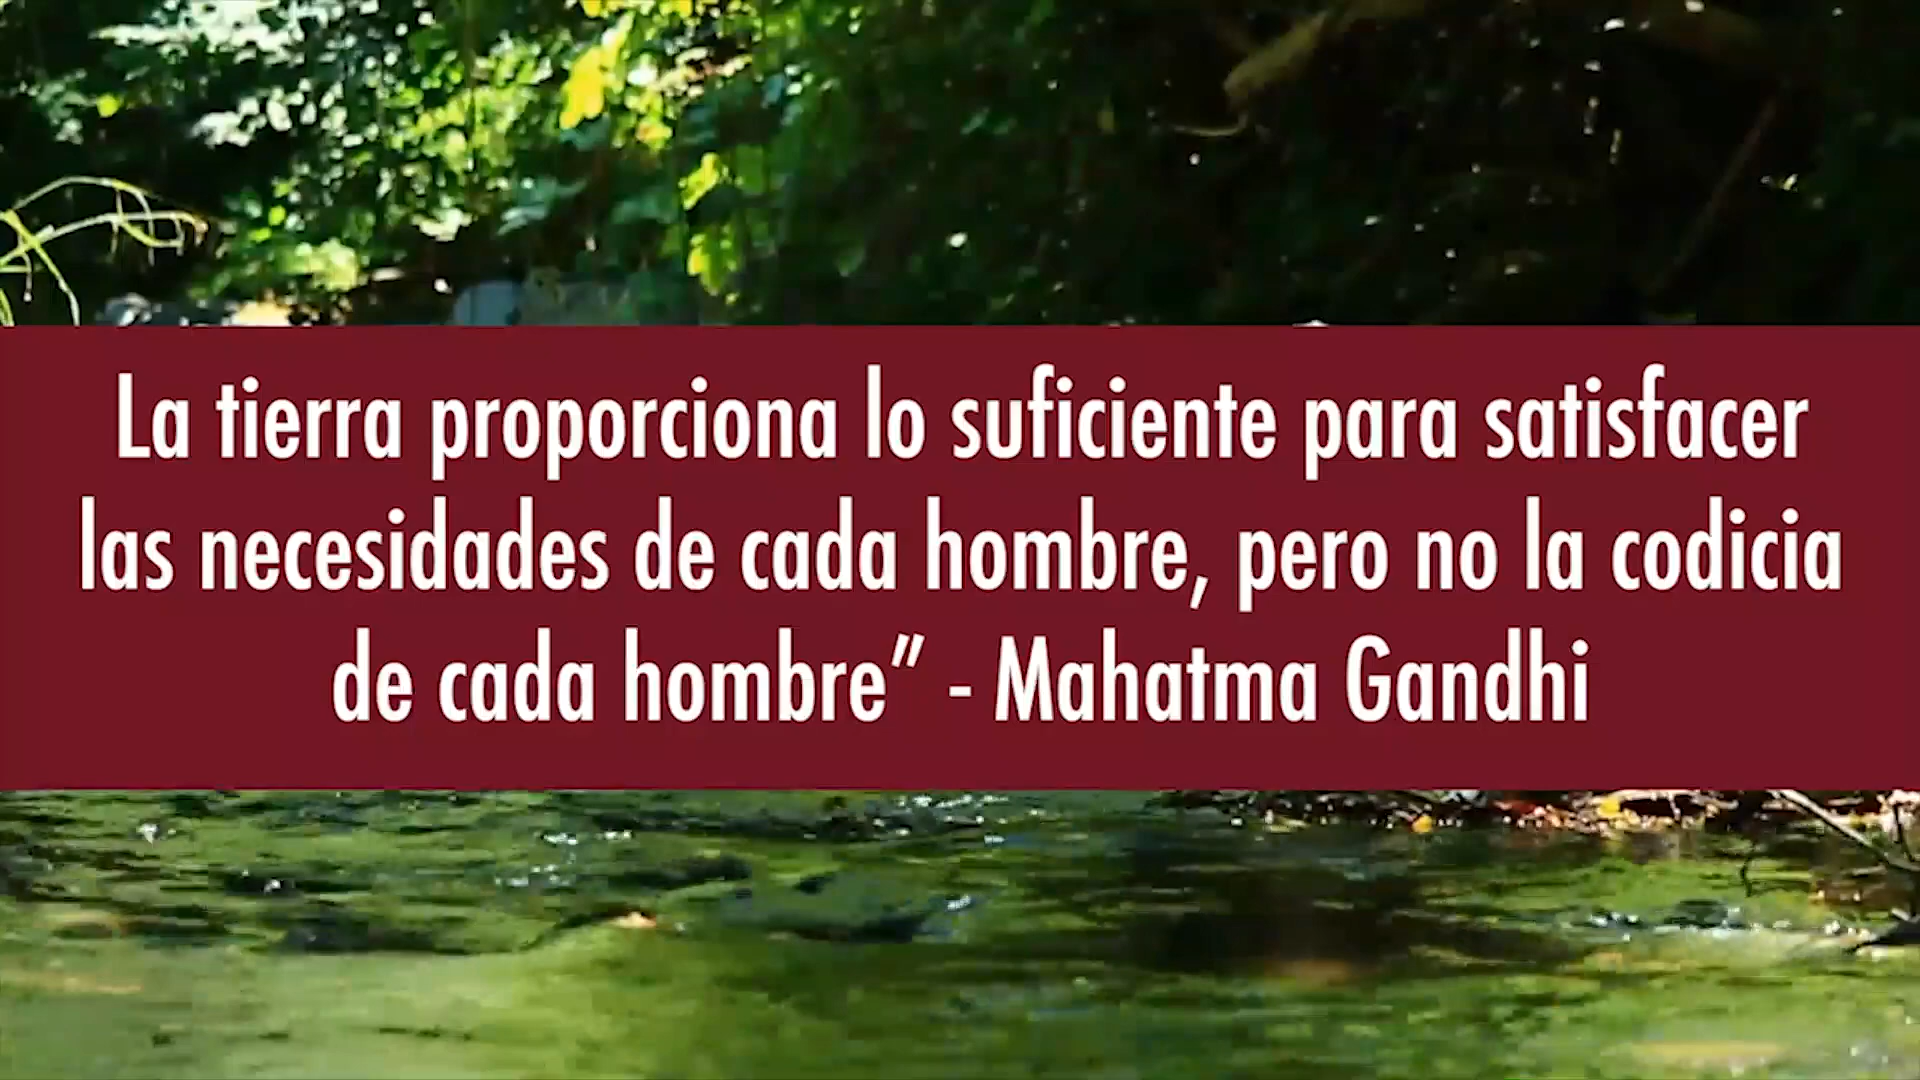 La tierra proporciona lo suficiente para satisfacer
las necesidades de cada hombre, pero no la codicia
de cada hombre” - Mahatma Gandhi